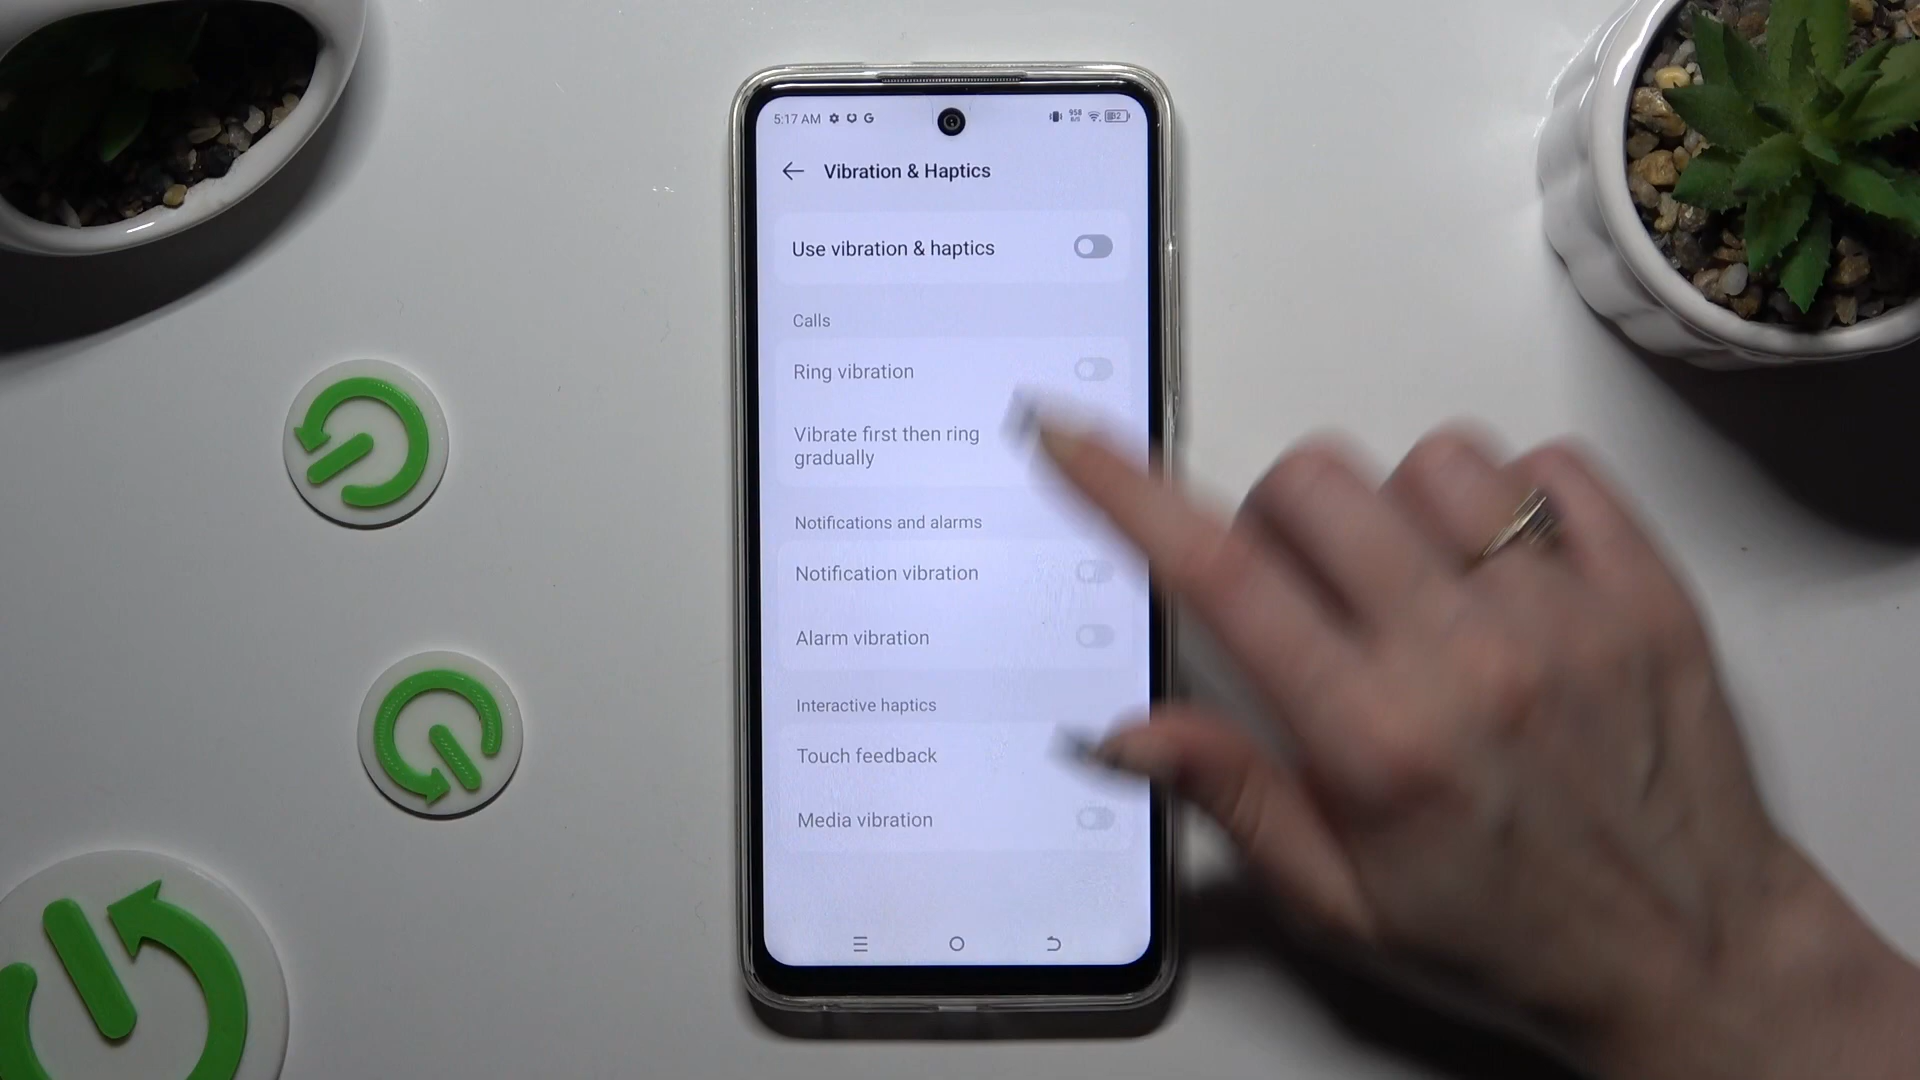 5:17 AM
958
B/S
Vibration & Haptics
Use vibration & haptics
Calls
Ring vibration
Vibrate first then ring
gradually
Notifications and alarms
Notification vibration
Alarm vibration
Interactive haptics
Touch feedback
Media vibration